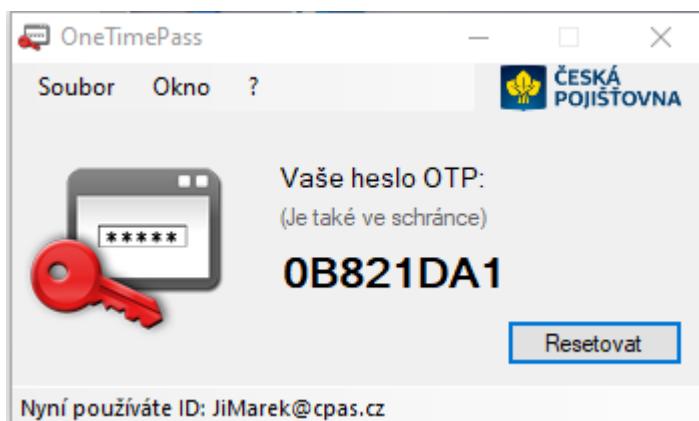 OneTimePass
Soubor Okno ?
ČESKÁ
POJIŠŤOVNA
Vaše heslo OTP:
(Je také ve schránce)
*****
0B821DA1
Resetovat
Nyní používáte ID: JiMarek@cpas.cz